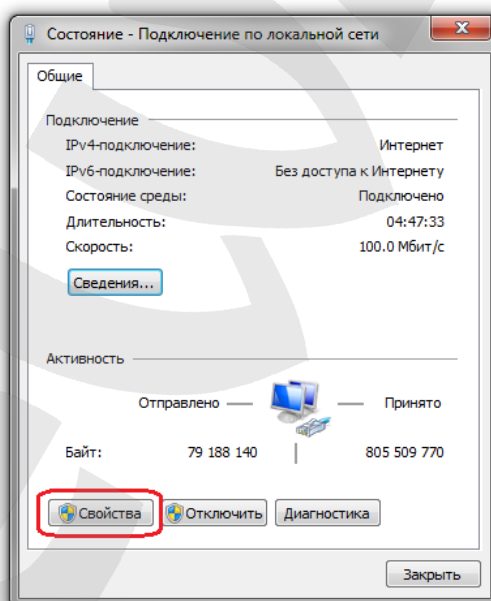 Состояние - Подключение по локальной сети
Общие
Подключение
IPv4-подключение: Интернет
IPv6-подключение: Без доступа к Интернету
Состояние среды: Подключено
Длительность: 04:47:33
Скорость: 100.0 Мбит/с
Сведения...
Активность
Отправлено Принято
Байт: 79 188 140 805 509 770
Свойства Отключить Диагностика
Закрыть